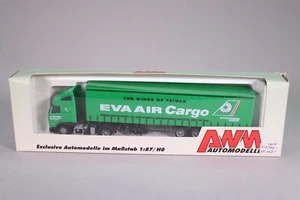 THE WINGS OF TAIWAN
EVA AIR Cargo
AWM
AUTOMODELLE
Exclusive Automodelle im Maßstab 1:87/H0